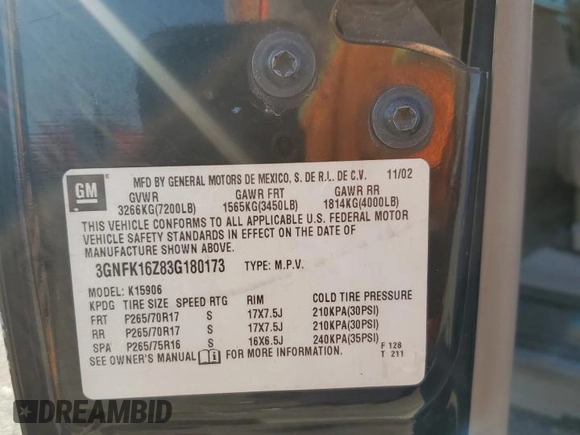 GM
MFD BY GENERAL MOTORS DE MEXICO, S. DE R.L. DE C.V. 11/02
GVWR GAWR FRT GAWR RR
3266KG(7200LB) 1565KG(3450LB) 1814KG(4000LB)
THIS VEHICLE CONFORMS TO ALL APPLICABLE U.S. FEDERAL MOTOR
VEHICLE SAFETY STANDARDS IN EFFECT ON THE DATE OF
MANUFACTURE SHOWN ABOVE.
3GNFK16Z83G180173 TYPE: M.P.V.
MODEL: K15906
KPDG TIRE SIZE SPEED RTG RIM COLD TIRE PRESSURE
FRT P265/70R17 S 17X7.5J 210KPA(30PSI)
RR P265/70R17 S 17X7.5J 210KPA(30PSI)
SPA P265/75R16 S 16X6.5J 240KPA(35PSI)
SEE OWNER'S MANUAL FOR MORE INFORMATION.
F 128
T 211
DREAMBID